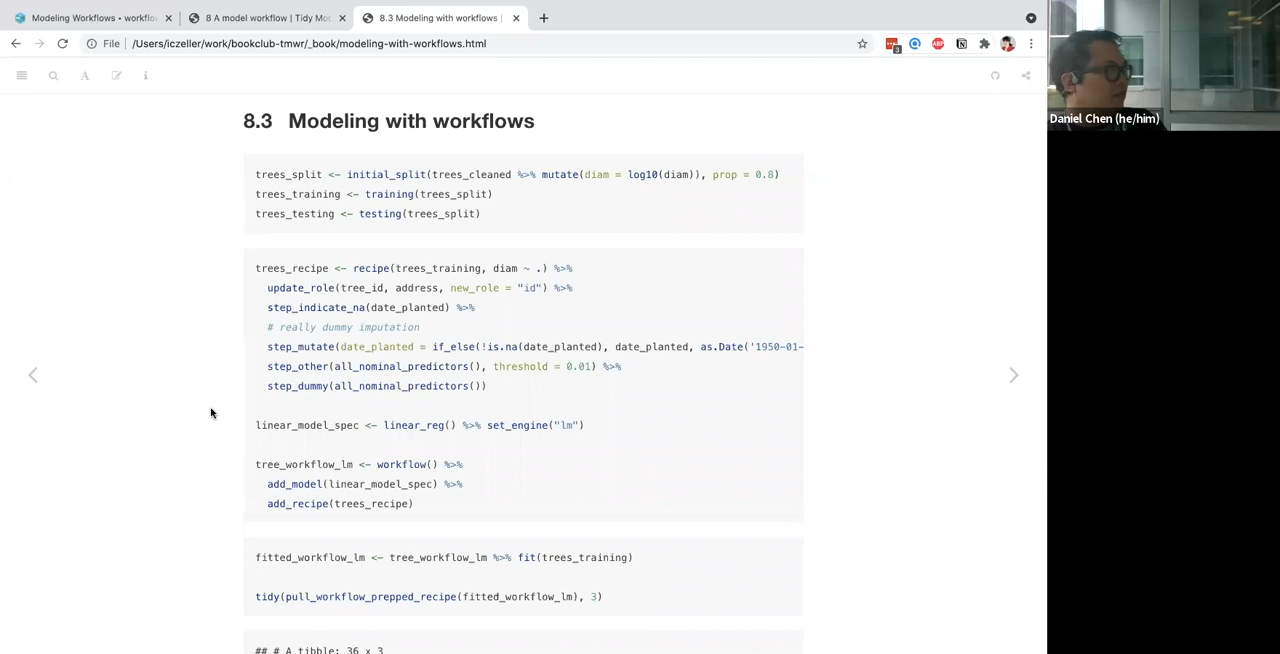 Modeling Workflows • workflow
8 A model workflow | Tidy Mo
8.3 Modeling with workflows |
File
/Users/iczeller/work/bookclub-tmwr/_book/modeling-with-workflows.html
3
ABP
Daniel Chen (he/him)
8.3 Modeling with workflows
trees_split <- initial_split(trees_cleaned %>% mutate(diam = log10(diam)), prop = 0.8)
trees_training <- training(trees_split)
trees_testing <- testing(trees_split)
trees_recipe <- recipe(trees_training, diam ~ .) %>%
update_role(tree_id, address, new_role = "id") %>%
step_indicate_na(date_planted) %>%
# really dummy imputation
step_mutate(date_planted = if_else(!is.na(date_planted), date_planted, as.Date('1950-01-
step_other(all_nominal_predictors(), threshold = 0.01) %>%
step_dummy(all_nominal_predictors())
linear_model_spec <- linear_reg() %>% set_engine("lm")
tree_workflow_lm <- workflow() %>%
add_model(linear_model_spec) %>%
add_recipe(trees_recipe)
fitted_workflow_lm <- tree_workflow_lm %>% fit(trees_training)
tidy(pull_workflow_prepped_recipe(fitted_workflow_lm), 3)
## # A tibble: 36 x 3